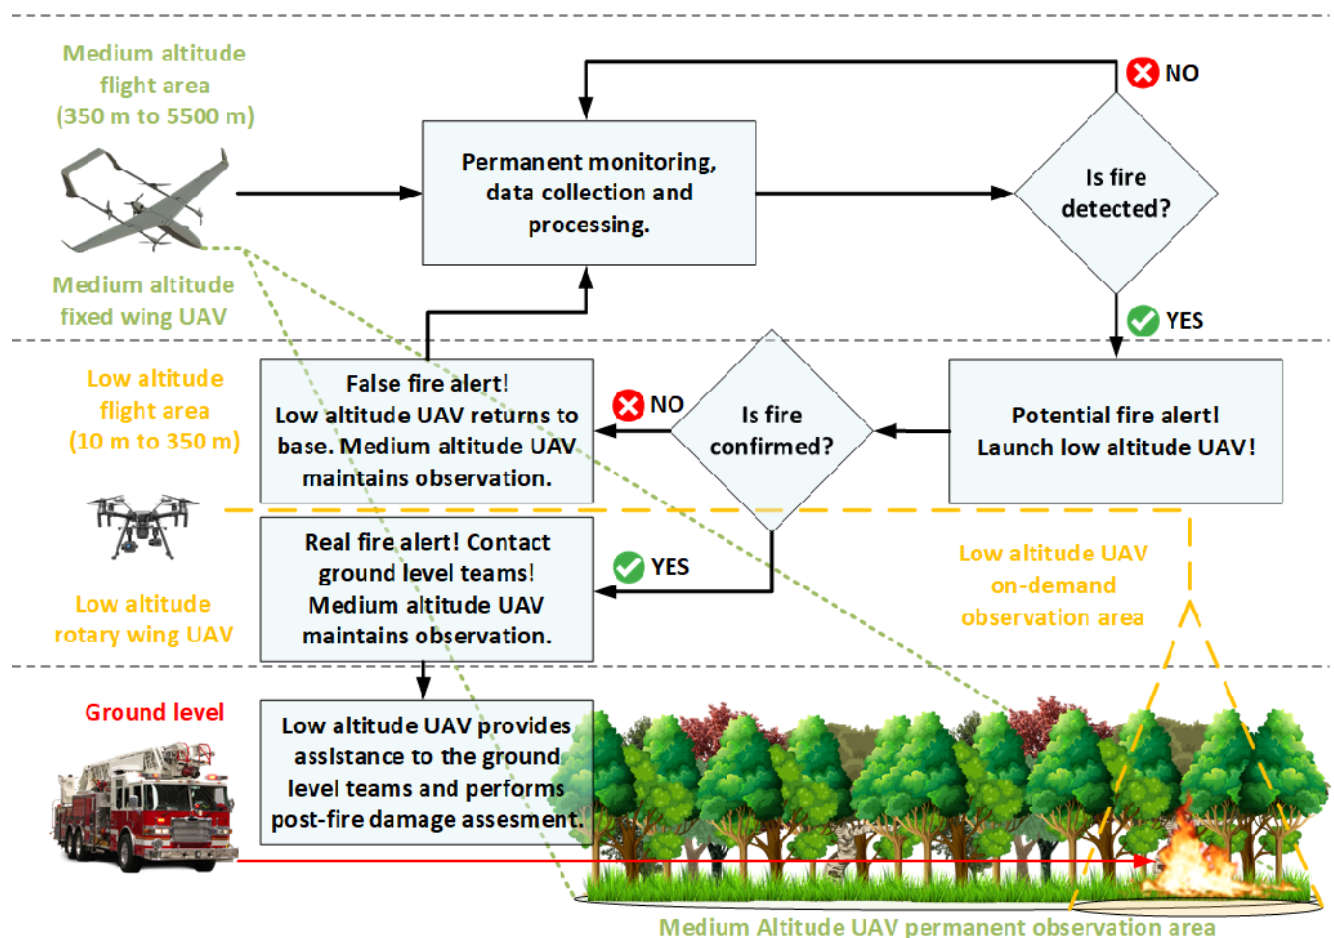 Medium altitude
flight area
(350 m to 5500 m)
Medium altitude
fixed wing UAV
Permanent monitoring,
data collection and
processing.
NO
Is fire
detected?
YES
Low altitude
flight area
(10 m to 350 m)
False fire alert!
Low altitude UAV returns to
base. Medium altitude UAV
maintains observation.
NO
Is fire
confirmed?
Potential fire alert!
Launch low altitude UAV!
Low altitude
rotary wing UAV
Real fire alert! Contact
ground level teams!
Medium altitude UAV
maintains observation.
YES
Low altitude UAV
on-demand
observation area
Ground level
Low altitude UAV provides
assistance to the ground
level teams and performs
post-fire damage assesment.
Medium Altitude UAV permanent observation area